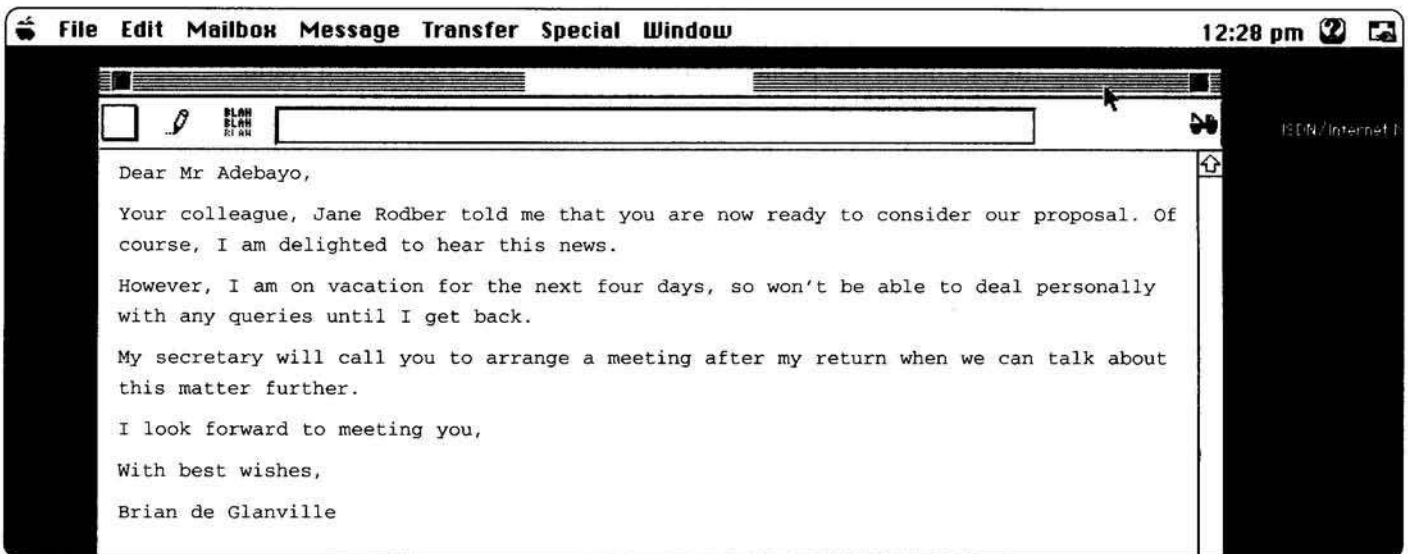 File Edit Mailbox Message Transfer Special Window 12:28 pm
BLAH
BLAH
BLAH
Dear Mr Adebayo,
Your colleague, Jane Rodber told me that you are now ready to consider our proposal. Of
course, I am delighted to hear this news.
However, I am on vacation for the next four days, so won't be able to deal personally
with any queries until I get back.
My secretary will call you to arrange a meeting after my return when we can talk about
this matter further.
I look forward to meeting you,
With best wishes,
Brian de Glanville
ISDN/Internet